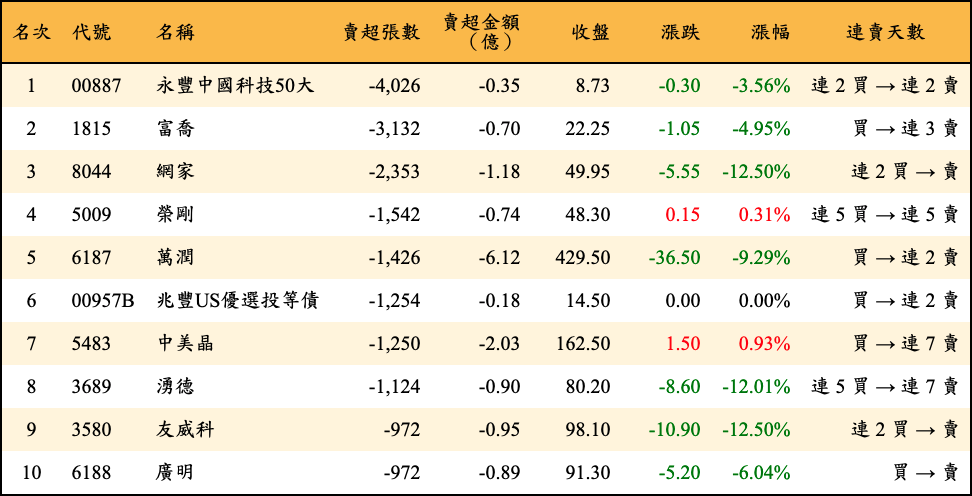 名次 代號 名稱 賣超張數 賣超金額（億） 收盤 漲跌 漲幅 連賣天數
1 00887 永豐中國科技50大 -4,026 -0.35 8.73 -0.30 -3.56% 連 2 買 → 連 2 賣
2 1815 富喬 -3,132 -0.70 22.25 -1.05 -4.95% 買 → 連 3 賣
3 8044 網家 -2,353 -1.18 49.95 -5.55 -12.50% 連 2 買 → 賣
4 5009 榮剛 -1,542 -0.74 48.30 0.15 0.31% 連 5 買 → 連 5 賣
5 6187 萬潤 -1,426 -6.12 429.50 -36.50 -9.29% 買 → 連 2 賣
6 00957B 兆豐US優選投等債 -1,254 -0.18 14.50 0.00 0.00% 買 → 連 2 賣
7 5483 中美晶 -1,250 -2.03 162.50 1.50 0.93% 買 → 連 7 賣
8 3689 湧德 -1,124 -0.90 80.20 -8.60 -12.01% 連 5 買 → 連 7 賣
9 3580 友威科 -972 -0.95 98.10 -10.90 -12.50% 連 2 買 → 賣
10 6188 廣明 -972 -0.89 91.30 -5.20 -6.04% 買 → 賣